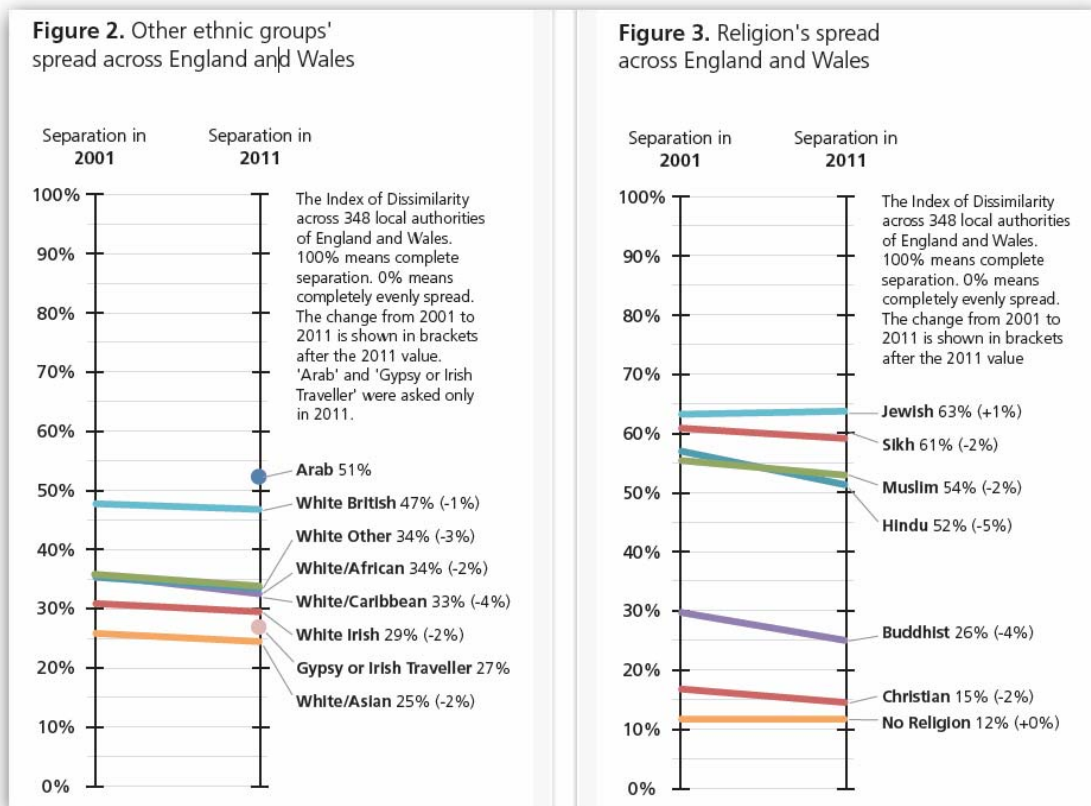 Figure 2. Other ethnic groups'
spread across England and Wales
Separation in
2001
Separation in
2011
100%
90%
80%
70%
60%
50%
40%
30%
20%
10%
0%
The Index of Dissimilarity
across 348 local authorities
of England and Wales.
100% means complete
separation. 0% means
completely evenly spread.
The change from 2001 to
2011 is shown in brackets
after the 2011 value.
'Arab' and 'Gypsy or Irish
Traveller' were asked only
in 2011.
Arab 51%
White British 47% (-1%)
White Other 34% (-3%)
White/African 34% (-2%)
White/Caribbean 33% (-4%)
White Irish 29% (-2%)
Gypsy or Irish Traveller 27%
White/Asian 25% (-2%)
Figure 3. Religion's spread
across England and Wales
Separation in
2001
Separation in
2011
100%
90%
80%
70%
60%
50%
40%
30%
20%
10%
0%
The Index of Dissimilarity
across 348 local authorities
of England and Wales.
100% means complete
separation. 0% means
completely evenly spread.
The change from 2001 to
2011 is shown in brackets
after the 2011 value
Jewish 63% (+1%)
Sikh 61% (-2%)
Muslim 54% (-2%)
Hindu 52% (-5%)
Buddhist 26% (-4%)
Christian 15% (-2%)
No Religion 12% (+0%)